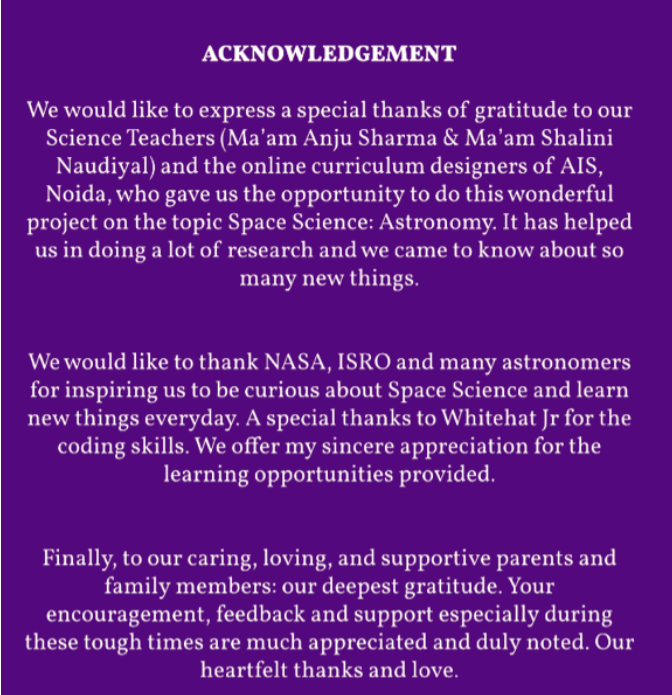 ACKNOWLEDGEMENT
We would like to express a special thanks of gratitude to our
Science Teachers (Ma'am Anju Sharma & Ma'am Shalini
Naudiyal) and the online curriculum designers of AIS,
Noida, who gave us the opportunity to do this wonderful
project on the topic Space Science: Astronomy. It has helped
us in doing a lot of research and we came to know about so
many new things.
We would like to thank NASA, ISRO and many astronomers
for inspiring us to be curious about Space Science and learn
new things everyday. A special thanks to Whitehat Jr for the
coding skills. We offer my sincere appreciation for the
learning opportunities provided.
Finally, to our caring, loving, and supportive parents and
family members: our deepest gratitude. Your
encouragement, feedback and support especially during
these tough times are much appreciated and duly noted. Our
heartfelt thanks and love.